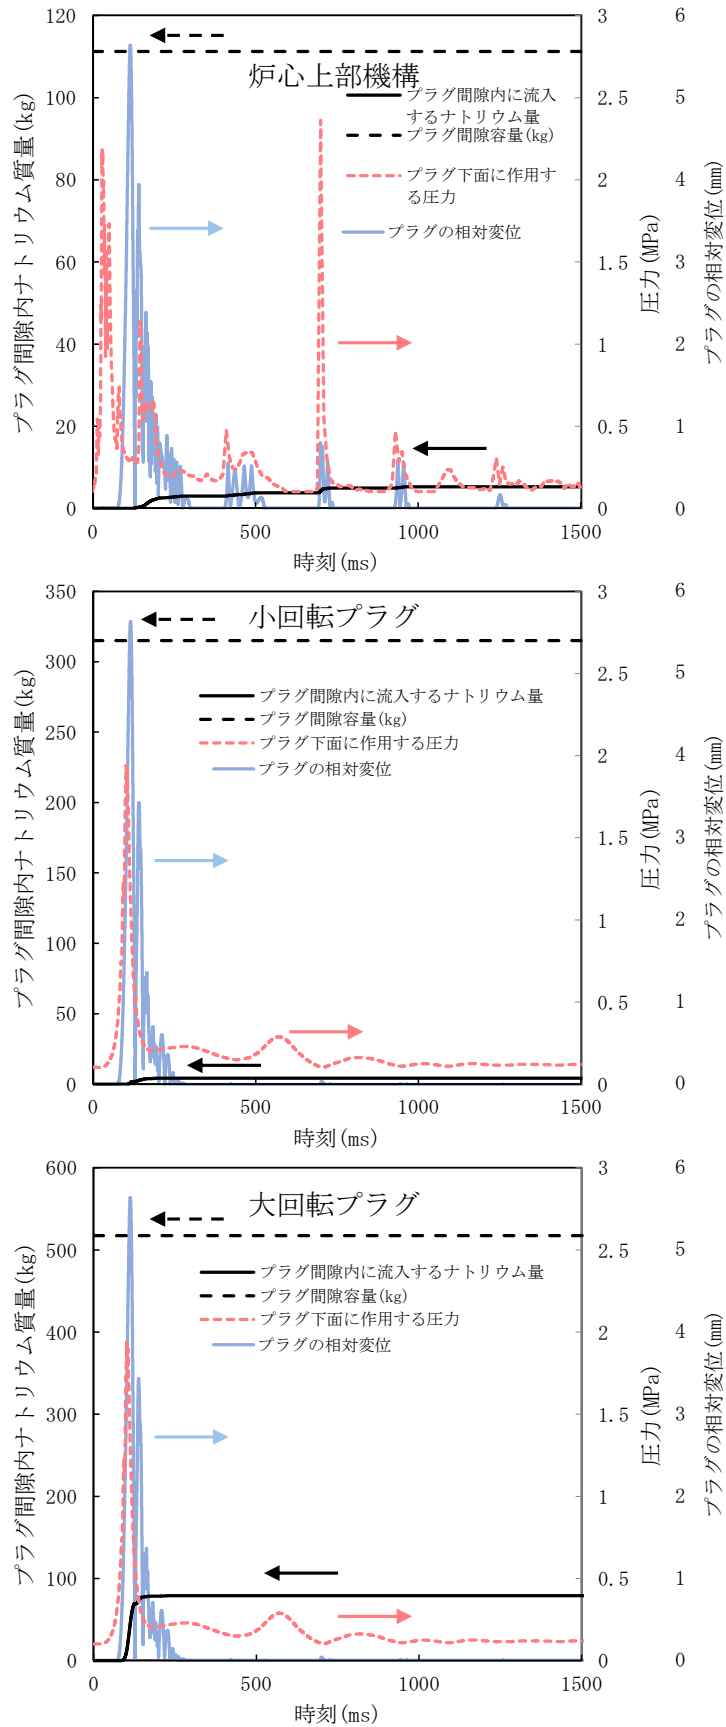 炉心上部機構
プラグ間隙内ナトリウム質量(kg)
120
100
80
60
40
20
0
プラグ間隙内に流入
するナトリウム量
プラグ間隙容量(kg)
プラグ下面に作用す
る圧力
プラグの相対変位
3
2.5
2
1.5
1
0.5
0
圧力(MPa)
6
5
4
3
2
1
0
プラグの相対変位(mm)
0
500
1000
1500
時刻(ms)
小回転プラグ
プラグ間隙内ナトリウム質量(kg)
350
300
250
200
150
100
50
0
プラグ間隙内に流入するナトリウム量
プラグ間隙容量(kg)
プラグ下面に作用する圧力
プラグの相対変位
3
2.5
2
1.5
1
0.5
0
圧力(MPa)
6
5
4
3
2
1
0
プラグの相対変位(mm)
0
500
1000
1500
時刻(ms)
大回転プラグ
プラグ間隙内ナトリウム質量(kg)
600
500
400
300
200
100
0
プラグ間隙内に流入するナトリウム量
プラグ間隙容量(kg)
プラグ下面に作用する圧力
プラグの相対変位
3
2.5
2
1.5
1
0.5
0
圧力(MPa)
6
5
4
3
2
1
0
プラグの相対変位(mm)
0
500
1000
1500
時刻(ms)